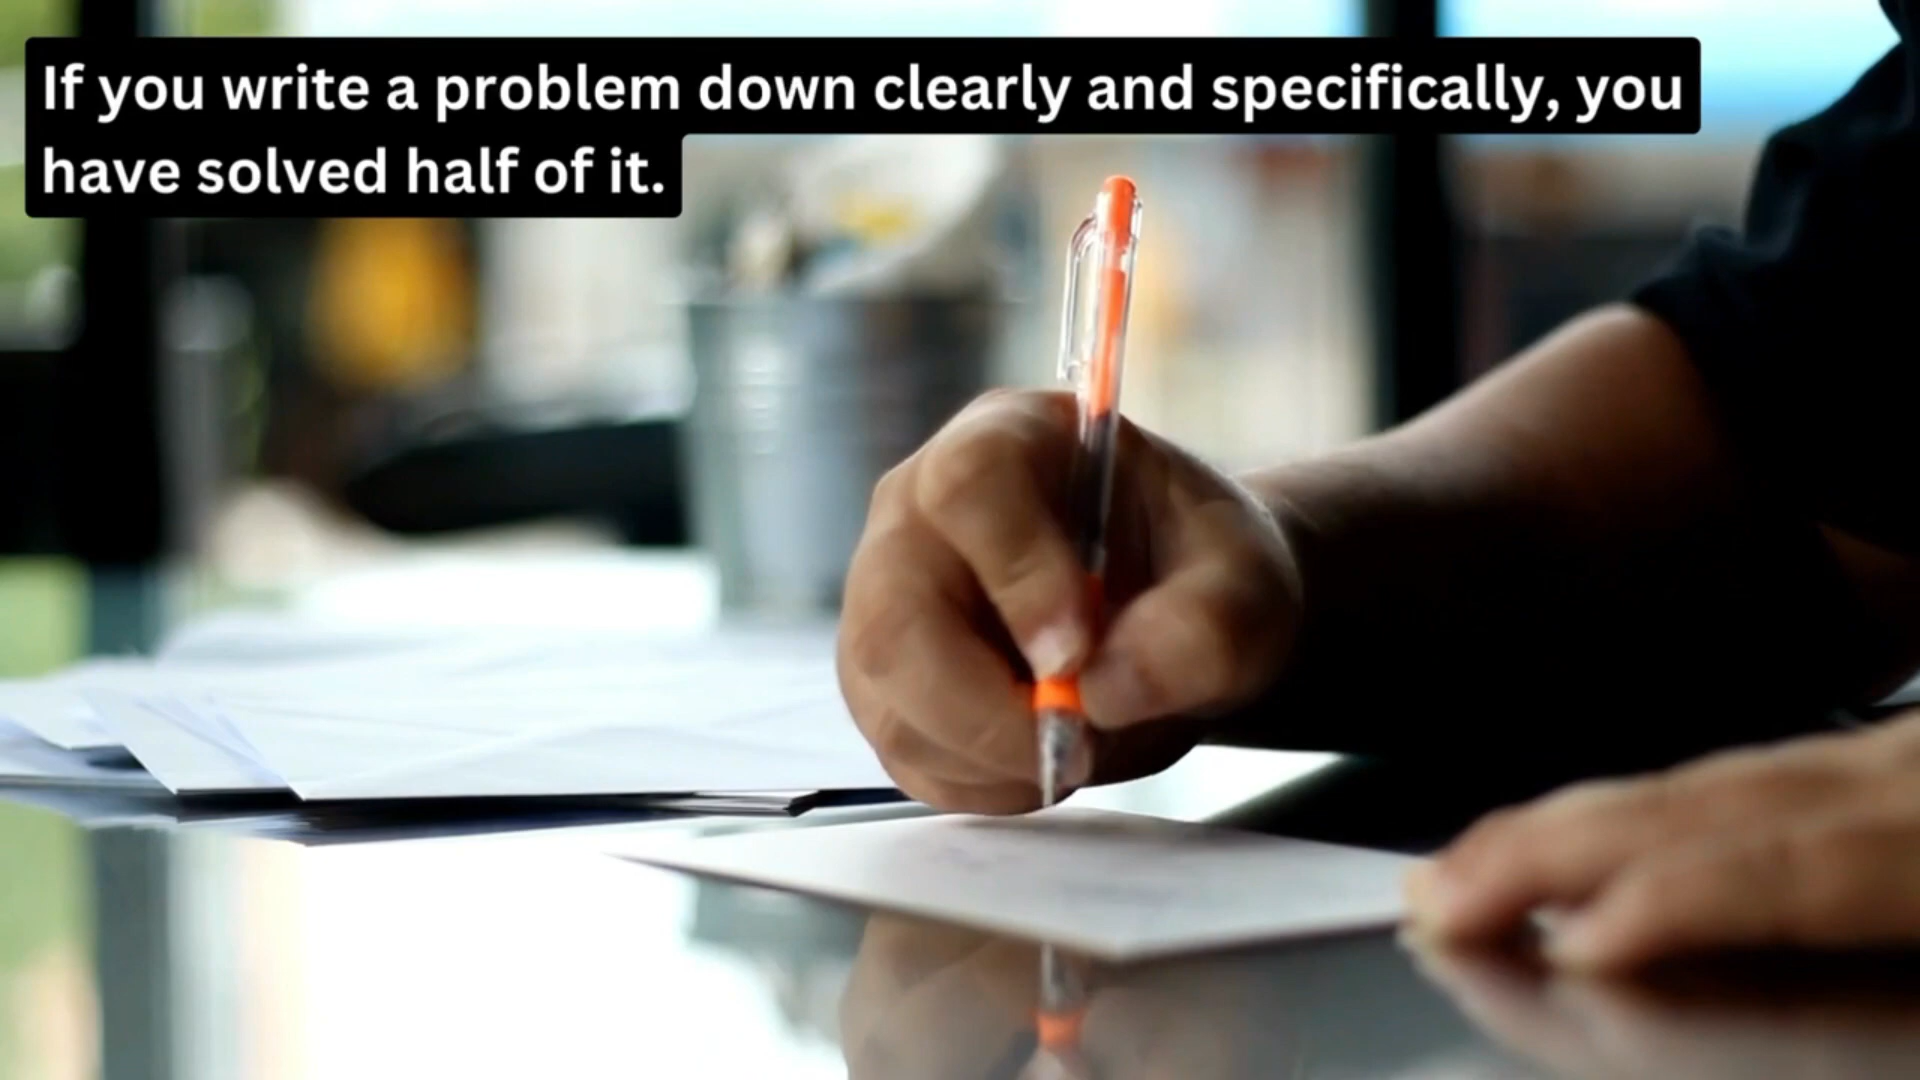 If you write a problem down clearly and specifically, you
have solved half of it.